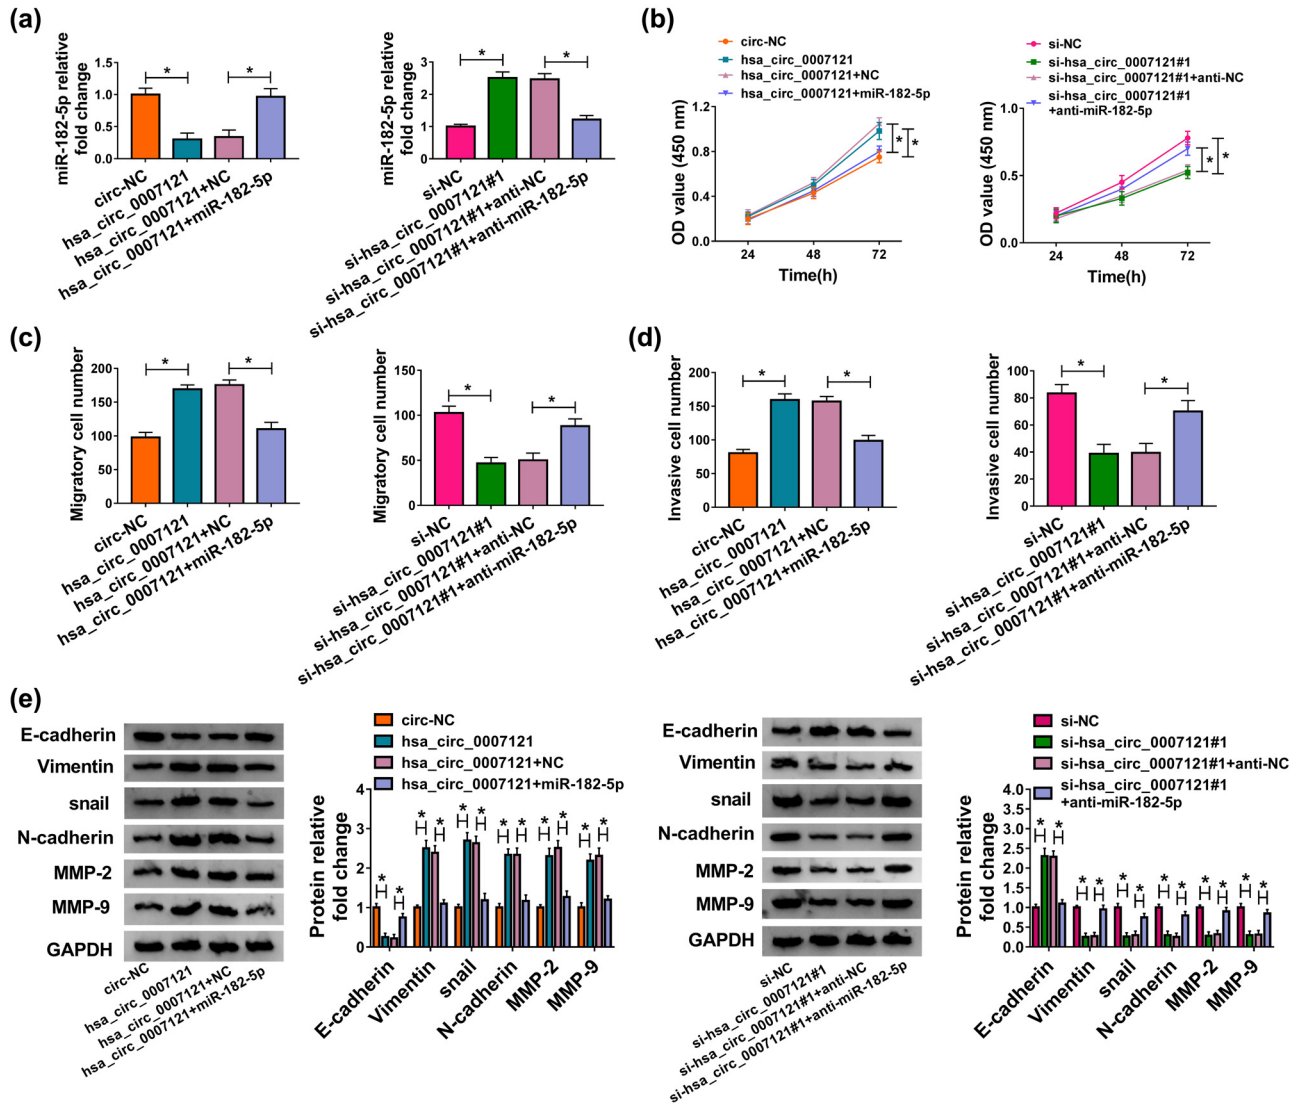 (a)
miR-182-5p relative
fold change
1.5
1.0
0.5
0.0
*
*
circ-NC
hsa_circ_0007121
hsa_circ_0007121+NC
hsa_circ_0007121+miR-182-5p
miR-182-5p relative
fold change
3
2
1
0
*
*
si-NC
si-hsa_circ_0007121#1
si-hsa_circ_0007121#1+anti-NC
si-hsa_circ_0007121#1+anti-miR-182-5p
(b)
circ-NC
hsa_circ_0007121
hsa_circ_0007121+NC
hsa_circ_0007121+miR-182-5p
OD value (450 nm)
1.2
0.8
0.4
0.0
*
*
24
48
72
Time(h)
si-NC
si-hsa_circ_0007121#1
si-hsa_circ_0007121#1+anti-NC
si-hsa_circ_0007121#1
+anti-miR-182-5p
OD value (450 nm)
1.0
0.5
0.0
*
*
24
48
72
Time(h)
(c)
Migratory cell number
200
150
100
50
0
*
*
circ-NC
hsa_circ_0007121
hsa_circ_0007121+NC
hsa_circ_0007121+miR-182-5p
Migratory cell number
150
100
50
0
*
*
si-NC
si-hsa_circ_0007121#1
si-hsa_circ_0007121#1+anti-NC
si-hsa_circ_0007121#1+anti-miR-182-5p
(d)
Invasive cell number
200
150
100
50
0
*
*
circ-NC
hsa_circ_0007121
hsa_circ_0007121+NC
hsa_circ_0007121+miR-182-5p
Invasive cell number
100
80
60
40
20
0
*
*
si-NC
si-hsa_circ_0007121#1
si-hsa_circ_0007121#1+anti-NC
si-hsa_circ_0007121#1+anti-miR-182-5p
(e)
E-cadherin
Vimentin
snail
N-cadherin
MMP-2
MMP-9
GAPDH
circ-NC
hsa_circ_0007121
hsa_circ_0007121+NC
hsa_circ_0007121+miR-182-5p
circ-NC
hsa_circ_0007121
hsa_circ_0007121+NC
hsa_circ_0007121+miR-182-5p
Protein relative
fold change
4
3
2
1
0
* * * * * * * * * * * *
E-cadherin
Vimentin
snail
N-cadherin
MMP-2
MMP-9
E-cadherin
Vimentin
snail
N-cadherin
MMP-2
MMP-9
GAPDH
si-NC
si-hsa_circ_0007121#1
si-hsa_circ_0007121#1+anti-NC
si-hsa_circ_0007121#1+anti-miR-182-5p
si-NC
si-hsa_circ_0007121#1
si-hsa_circ_0007121#1+anti-NC
si-hsa_circ_0007121#1
+anti-miR-182-5p
Protein relative
fold change
4.0
3.5
3.0
2.5
2.0
1.5
1.0
0.5
0.0
* * * * * * * * * * * *
E-cadherin
Vimentin
snail
N-cadherin
MMP-2
MMP-9